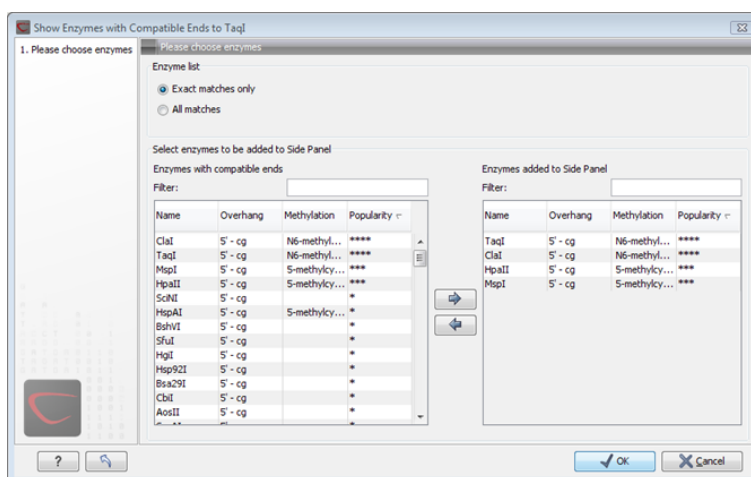 Show Enzymes with Compatible Ends to TaqI
1. Please choose enzymes
Please choose enzymes
Enzyme list
Exact matches only
All matches
Select enzymes to be added to Side Panel
Enzymes with compatible ends
Filter:
Name Overhang Methylation Popularity
ClaI 5' - cg N6-methyl... ****
TaqI 5' - cg N6-methyl... ****
MspI 5' - cg 5-methylcy... ***
HpaII 5' - cg 5-methylcy... ***
SciNI 5' - cg *
HspAI 5' - cg 5-methylcy... *
BshVI 5' - cg *
SfuI 5' - cg *
HgiI 5' - cg *
Hsp92I 5' - cg *
Bsa29I 5' - cg *
CbiI 5' - cg *
AosII 5' - cg *
Enzymes added to Side Panel
Filter:
Name Overhang Methylation Popularity
TaqI 5' - cg N6-methyl... ****
ClaI 5' - cg N6-methyl... ****
HpaII 5' - cg 5-methylcy... ***
MspI 5' - cg 5-methylcy... ***
?
OK
Cancel